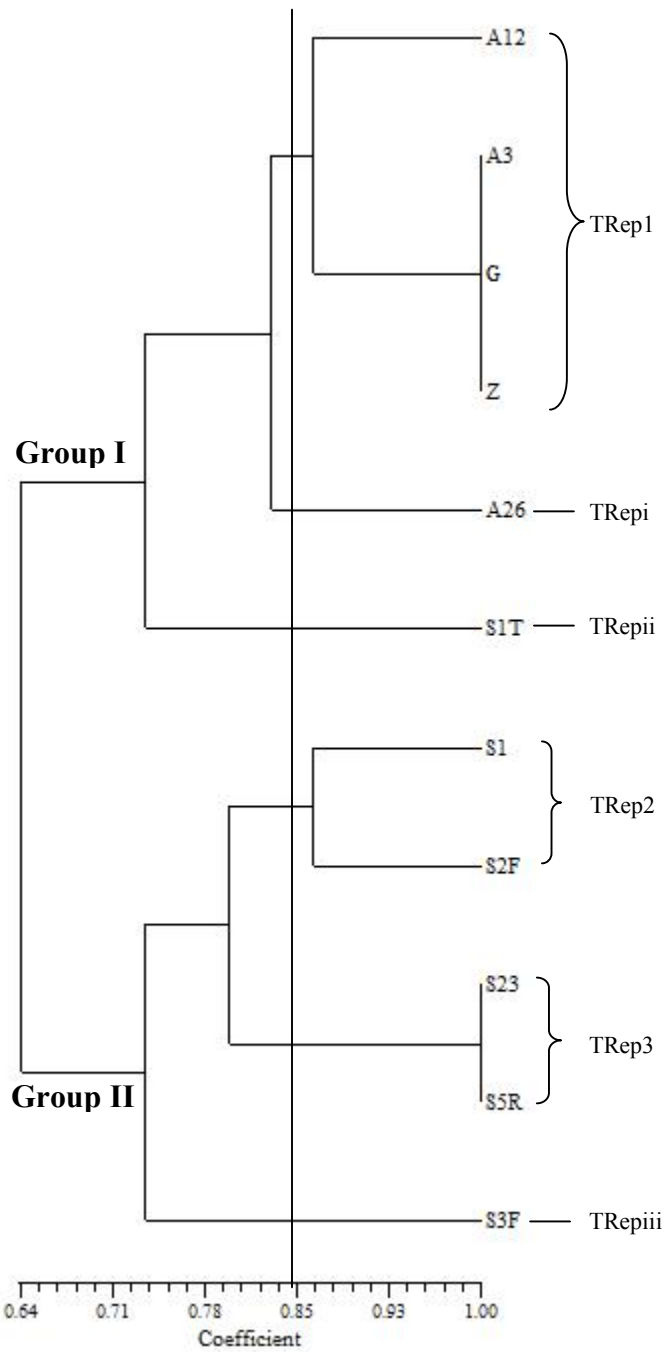 A12
A3
TRep1
G
Z
Group I
A26 TRepi
S1T TRepii
S1
TRep2
S2F
S23
TRep3
Group II
S5R
S3F TRepiii
0.64 0.71 0.78 0.85 0.93 1.00
Coefficient